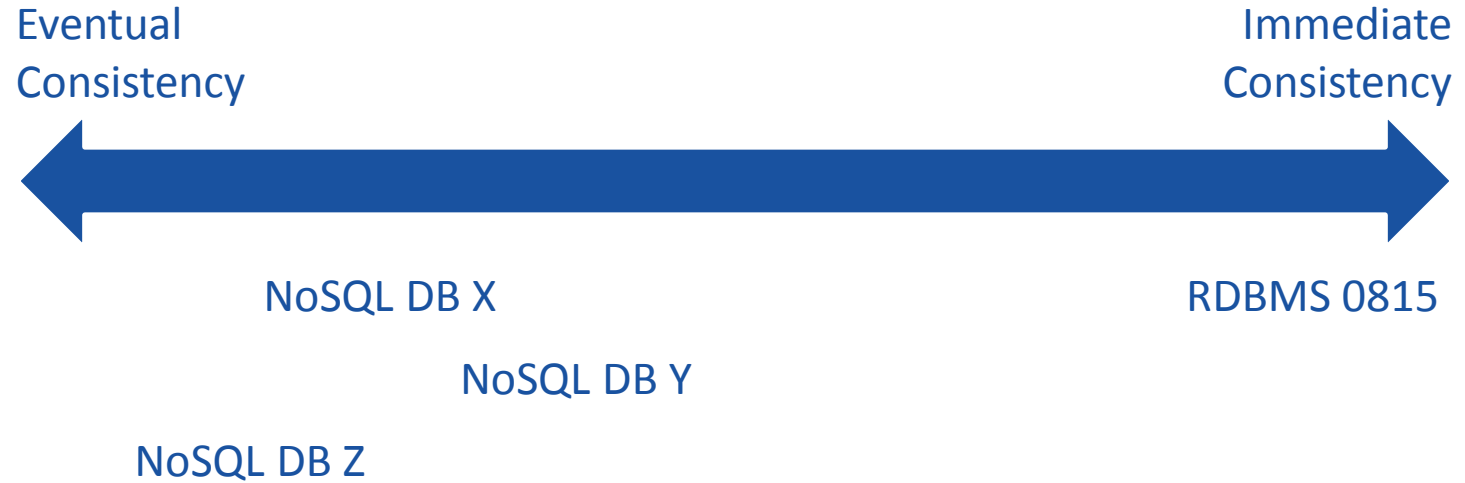 Eventual
Consistency
Immediate
Consistency
NoSQL DB X
RDBMS 0815
NoSQL DB Y
NoSQL DB Z